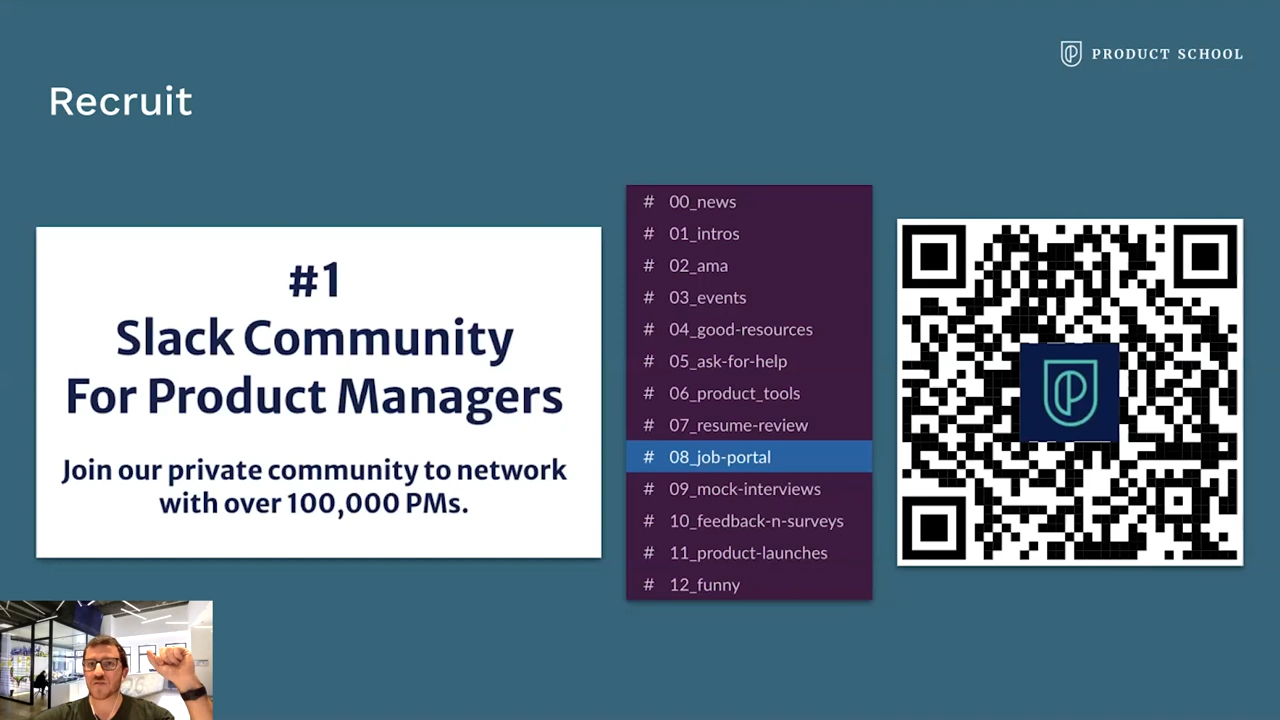 PRODUCT SCHOOL
Recruit
#1
Slack Community
For Product Managers
Join our private community to network
with over 100,000 PMs.
# 00_news
# 01_intros
# 02_ama
# 03_events
# 04_good-resources
# 05_ask-for-help
# 06_product_tools
# 07_resume-review
# 08_job-portal
# 09_mock-interviews
# 10_feedback-n-surveys
# 11_product-launches
# 12_funny